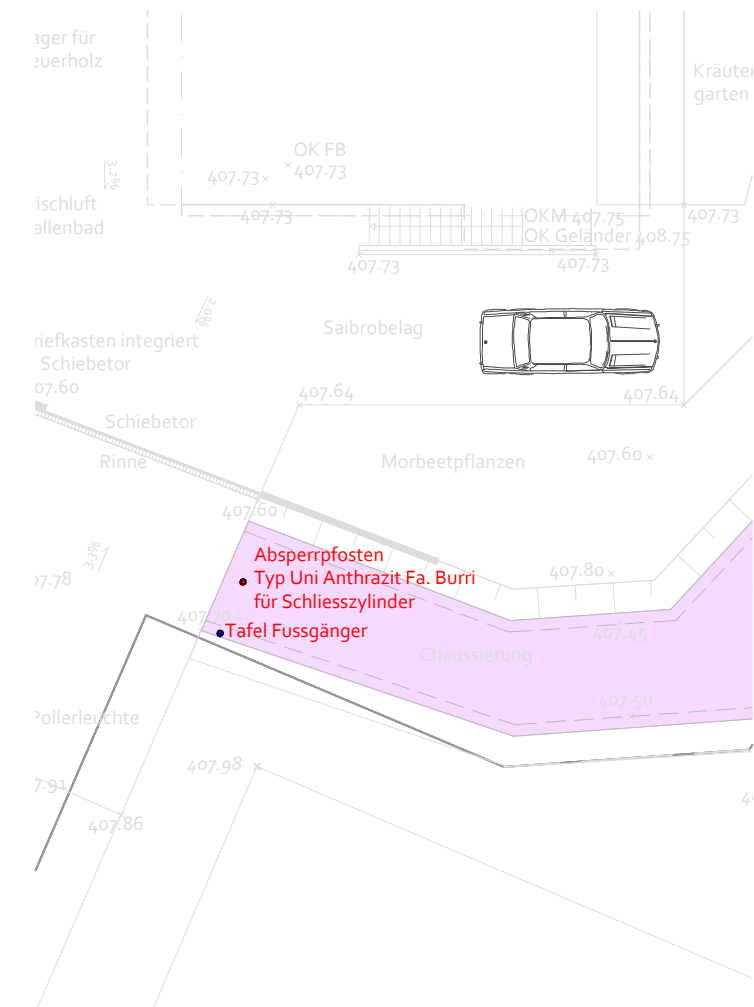 ager für
euerholz
Kräuter
garten
OK FB
407.73
407.73
3.2%
ischluft
allenbad
407.73
OKM 407.75
OK Geländer 408.75
407.73
407.73
407.73
2.0%
Saibrobelag
riefkasten integriert
Schiebetor
07.60
407.64
407.64
Schiebetor
Rinne
Morbeetpflanzen
407.60
407.60
3.3%
Absperrpfosten
Typ Uni Anthrazit Fa. Burri
für Schliesszylinder
407.80
07.78
407.70
Tafel Fussgänger
407.45
Chaussierung
407.50
Pollerleuchte
407.98
7.91
407.86
40